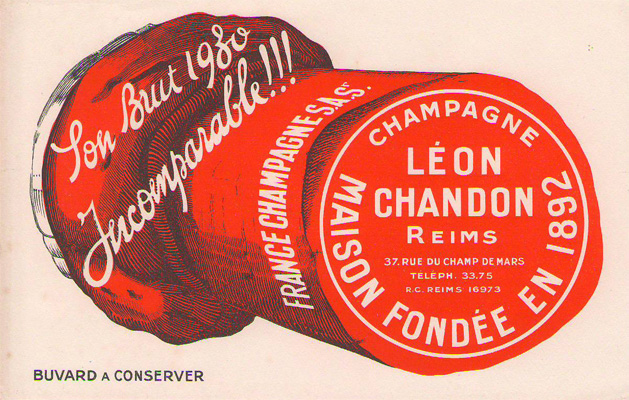 Son Brut 1980
Incomparable!!!
FRANCE CHAMPAGNE
CHAMPAGNE
LÉON
CHANDON
REIMS
37. RUE DU CHAMP DE MARS
TELÉPH. 33.75
R.C. REIMS 16973
MAISON FONDÉE EN 1892
BUVARD A CONSERVER